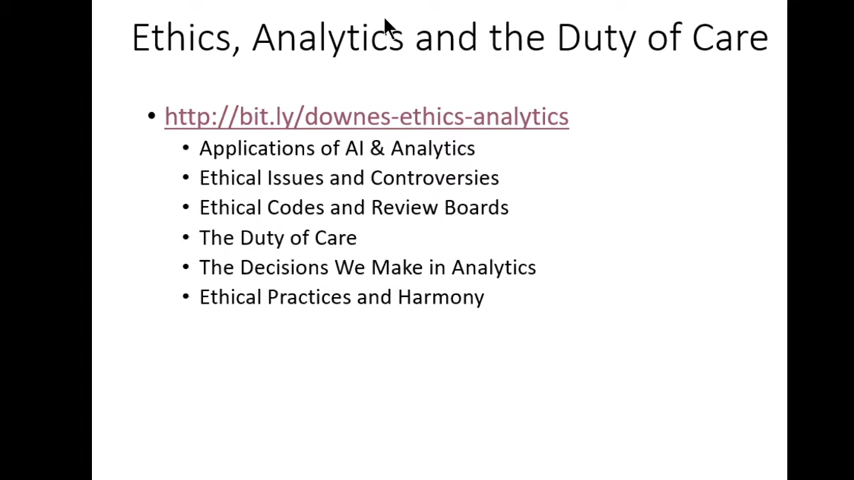 Ethics, Analytics and the Duty of Care
• http://bit.ly/downes-ethics-analytics
• Applications of AI & Analytics
• Ethical Issues and Controversies
• Ethical Codes and Review Boards
• The Duty of Care
• The Decisions We Make in Analytics
• Ethical Practices and Harmony